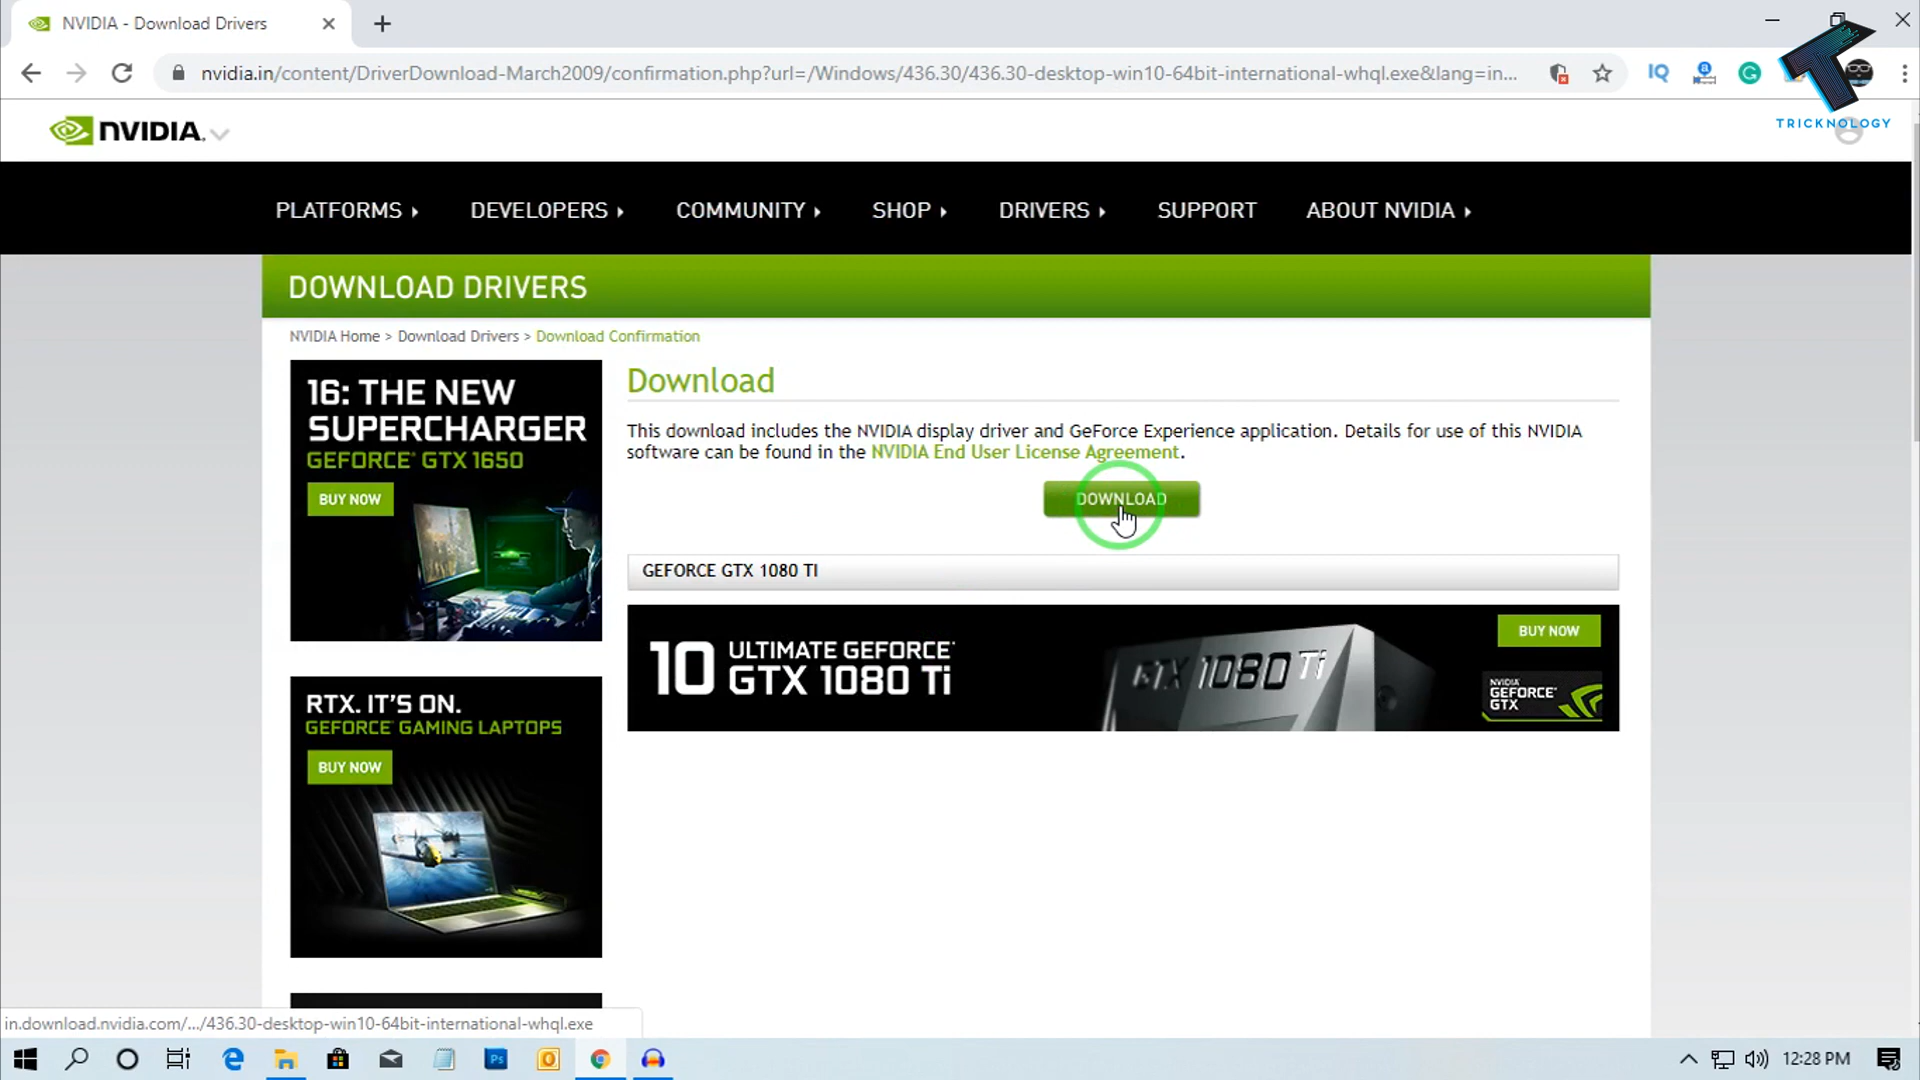 NVIDIA - Download Drivers
nvidia.in/content/DriverDownload-March2009/confirmation.php?url=/Windows/436.30/436.30-desktop-win10-64bit-international-whql.exe&lang=in...
IQ
TRICKNOLOGY
NVIDIA.
PLATFORMS
DEVELOPERS
COMMUNITY
SHOP
DRIVERS
SUPPORT
ABOUT NVIDIA
DOWNLOAD DRIVERS
NVIDIA Home > Download Drivers > Download Confirmation
16: THE NEW
SUPERCHARGER
GEFORCE® GTX 1650
BUY NOW
Download
This download includes the NVIDIA display driver and GeForce Experience application. Details for use of this NVIDIA
software can be found in the NVIDIA End User License Agreement.
DOWNLOAD
GEFORCE GTX 1080 TI
10 ULTIMATE GEFORCE®
GTX 1080 Ti
GTX 1080 Ti
BUY NOW
NVIDIA
GEFORCE®
GTX
RTX. IT'S ON.
GEFORCE® GAMING LAPTOPS
BUY NOW
in.download.nvidia.com/.../436.30-desktop-win10-64bit-international-whql.exe
Ps
12:28 PM